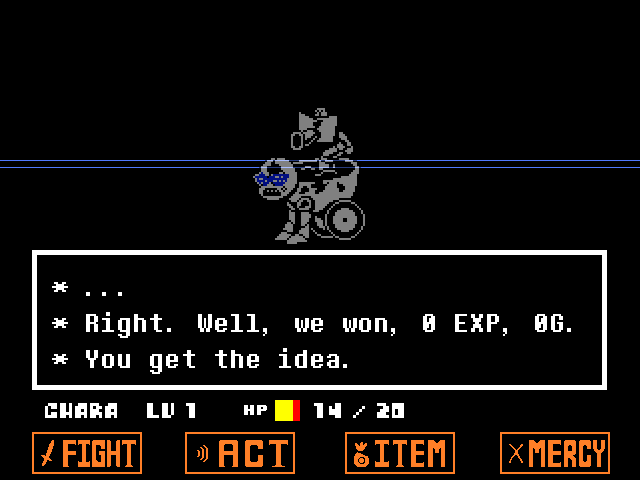 * ...
* Right. Well, we won, 0 EXP, 0G.
* You get the idea.
CHARA LV 1 HP 14 / 20
FIGHT ACT ITEM MERCY